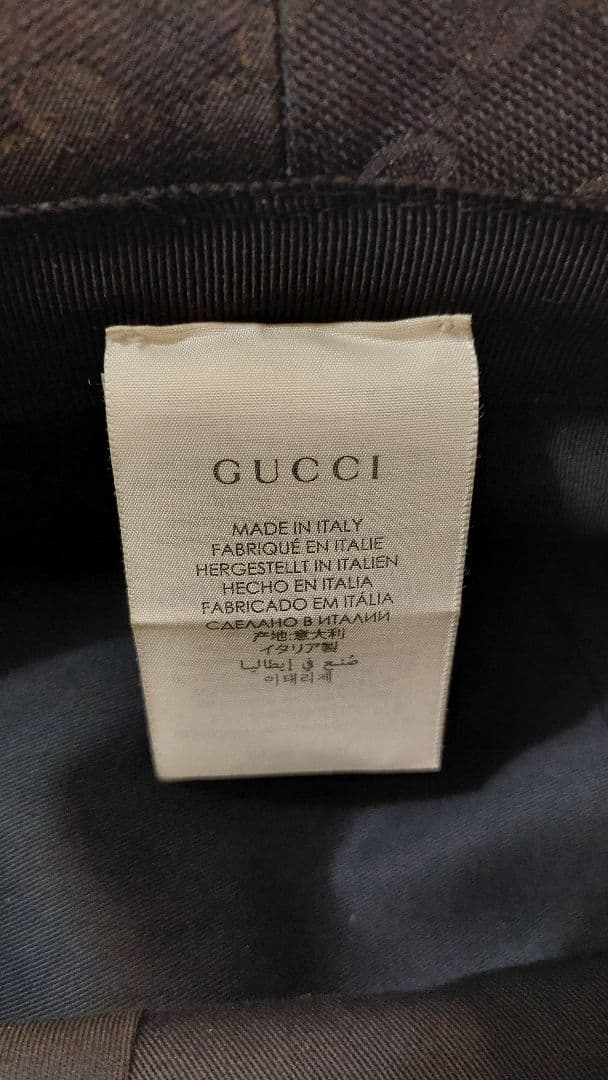 GUCCI
MADE IN ITALY
FABRIQUÉ EN ITALIE
HERGESTELLT IN ITALIEN
HECHO EN ITALIA
FABRICADO EM ITÁLIA
СДЕЛАНО В ИТАЛИИ
产地:意大利
イタリア製
صُنع في إيطاليا
이태리제